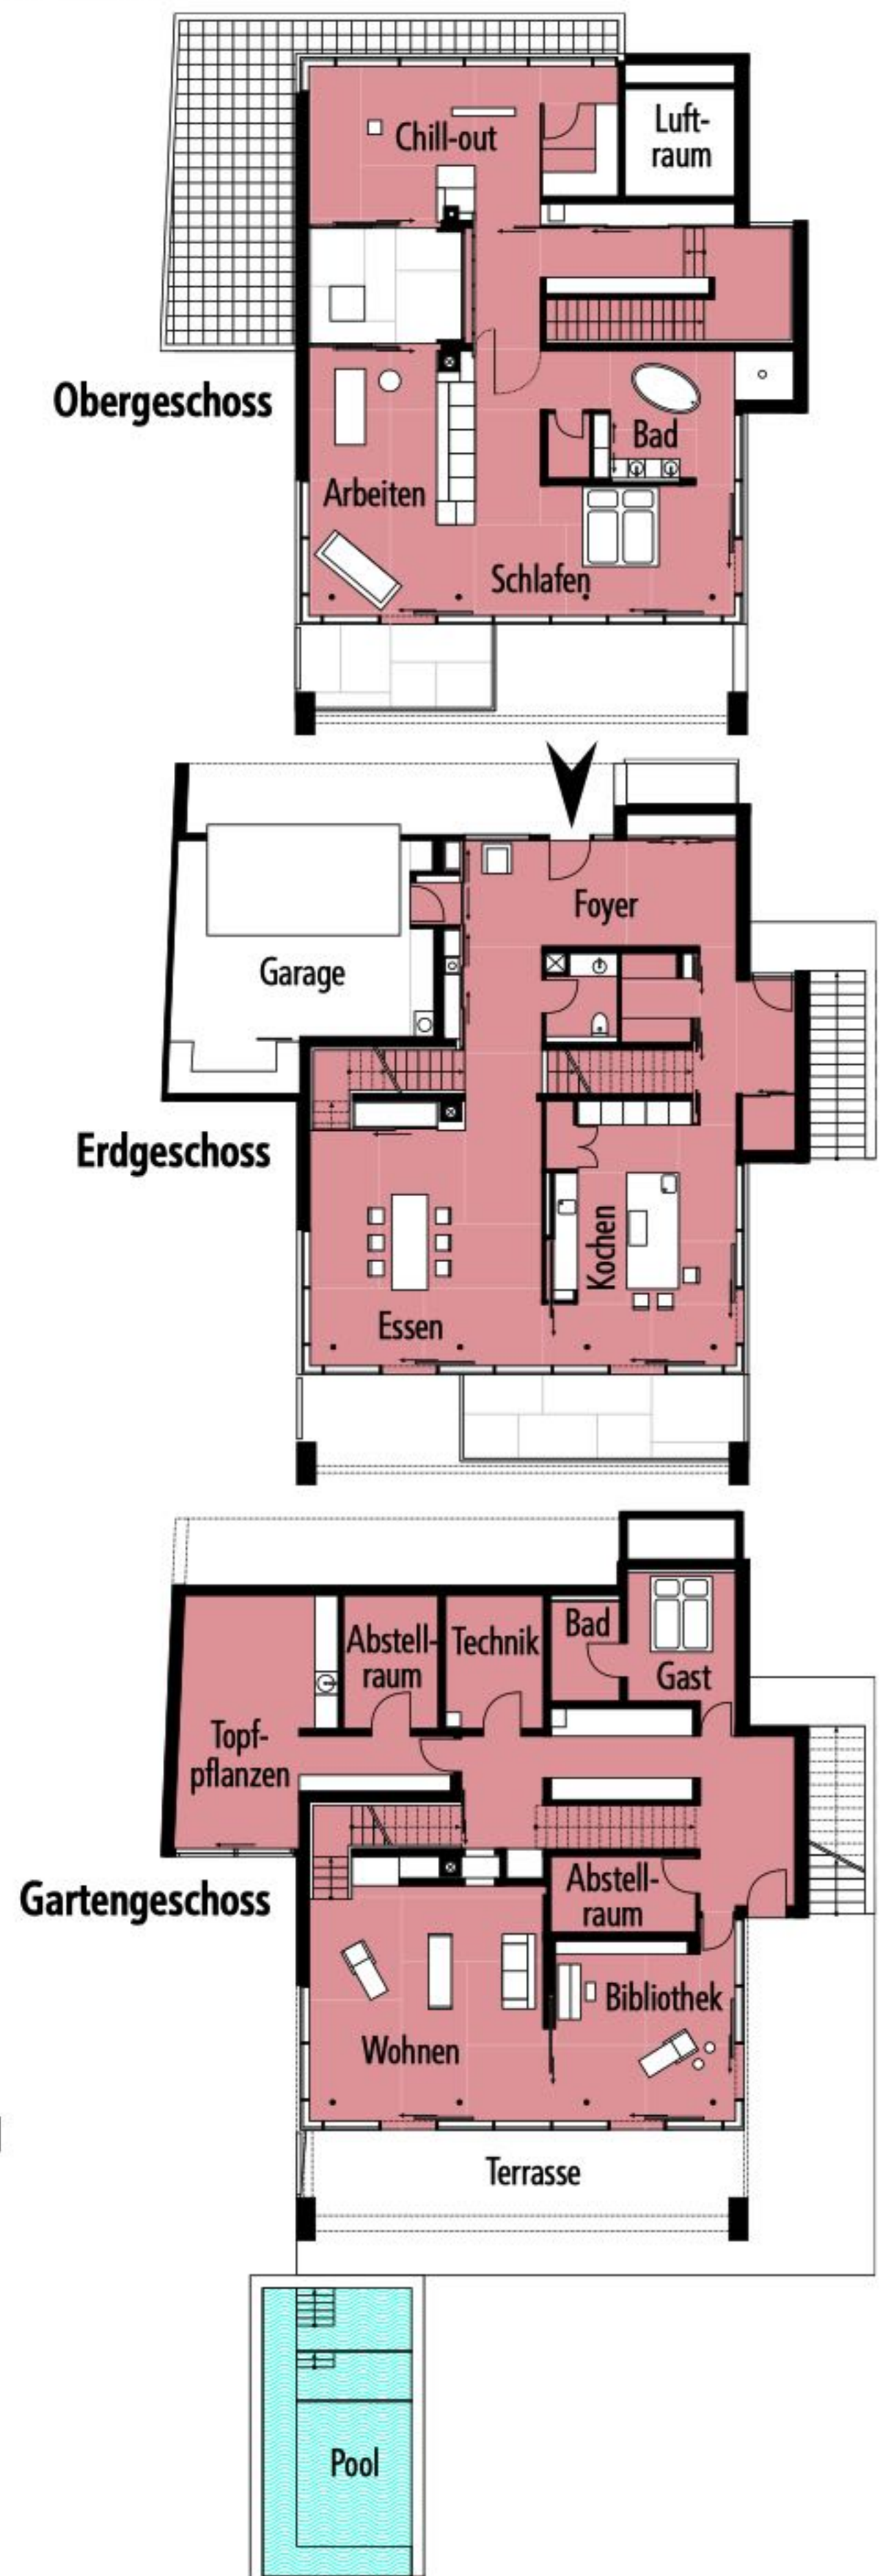 Chill-out
Luft-
raum
Obergeschoss
Bad
Arbeiten
Schlafen
Foyer
Garage
Erdgeschoss
Kochen
Essen
Abstell-
raum
Technik
Bad
Gast
Topf-
pflanzen
Gartengeschoss
Abstell-
raum
Bibliothek
Wohnen
Terrasse
Pool